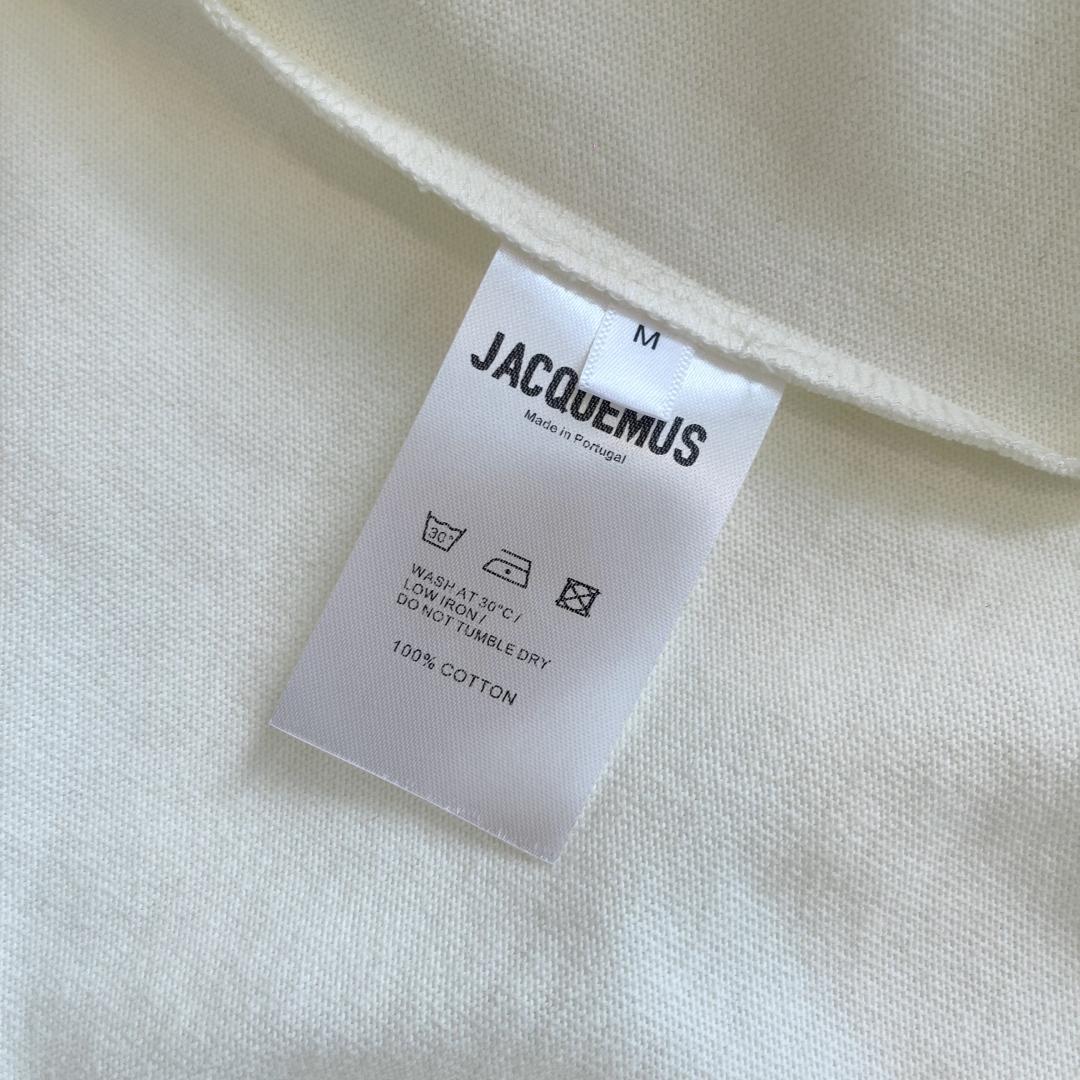 M
JACQUEMUS
Made in Portugal
30°
WASH AT 30°C /
LOW IRON /
DO NOT TUMBLE DRY
100% COTTON